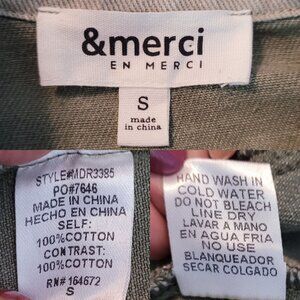 &merci
EN MERCI
S
made
in china
STYLE#MDR3385
PO#7646
MADE IN CHINA
HECHO EN CHINA
SELF:
100%COTTON
CONTRAST:
100%COTTON
RN#164672
S
HAND WASH IN
COLD WATER
DO NOT BLEACH
LINE DRY
LAVAR A MANO
EN AGUA FRIA
NO USE
BLANQUEADOR
SECAR COLGADO